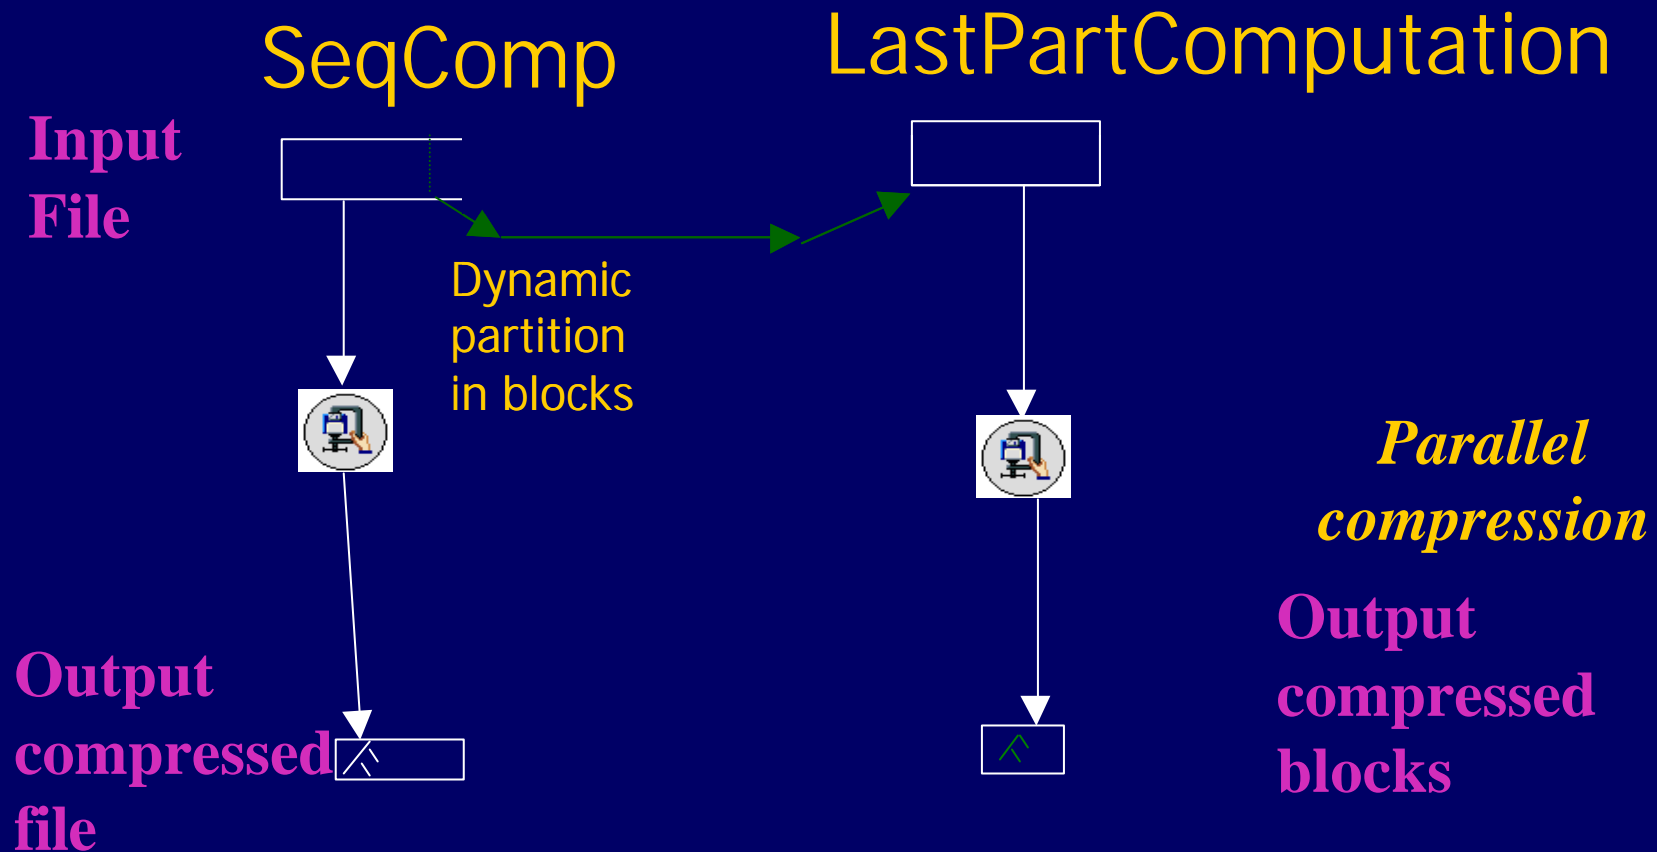 SeqComp
LastPartComputation
Input
File
Dynamic
partition
in blocks
Parallel
compression
Output
compressed
file
Output
compressed
blocks